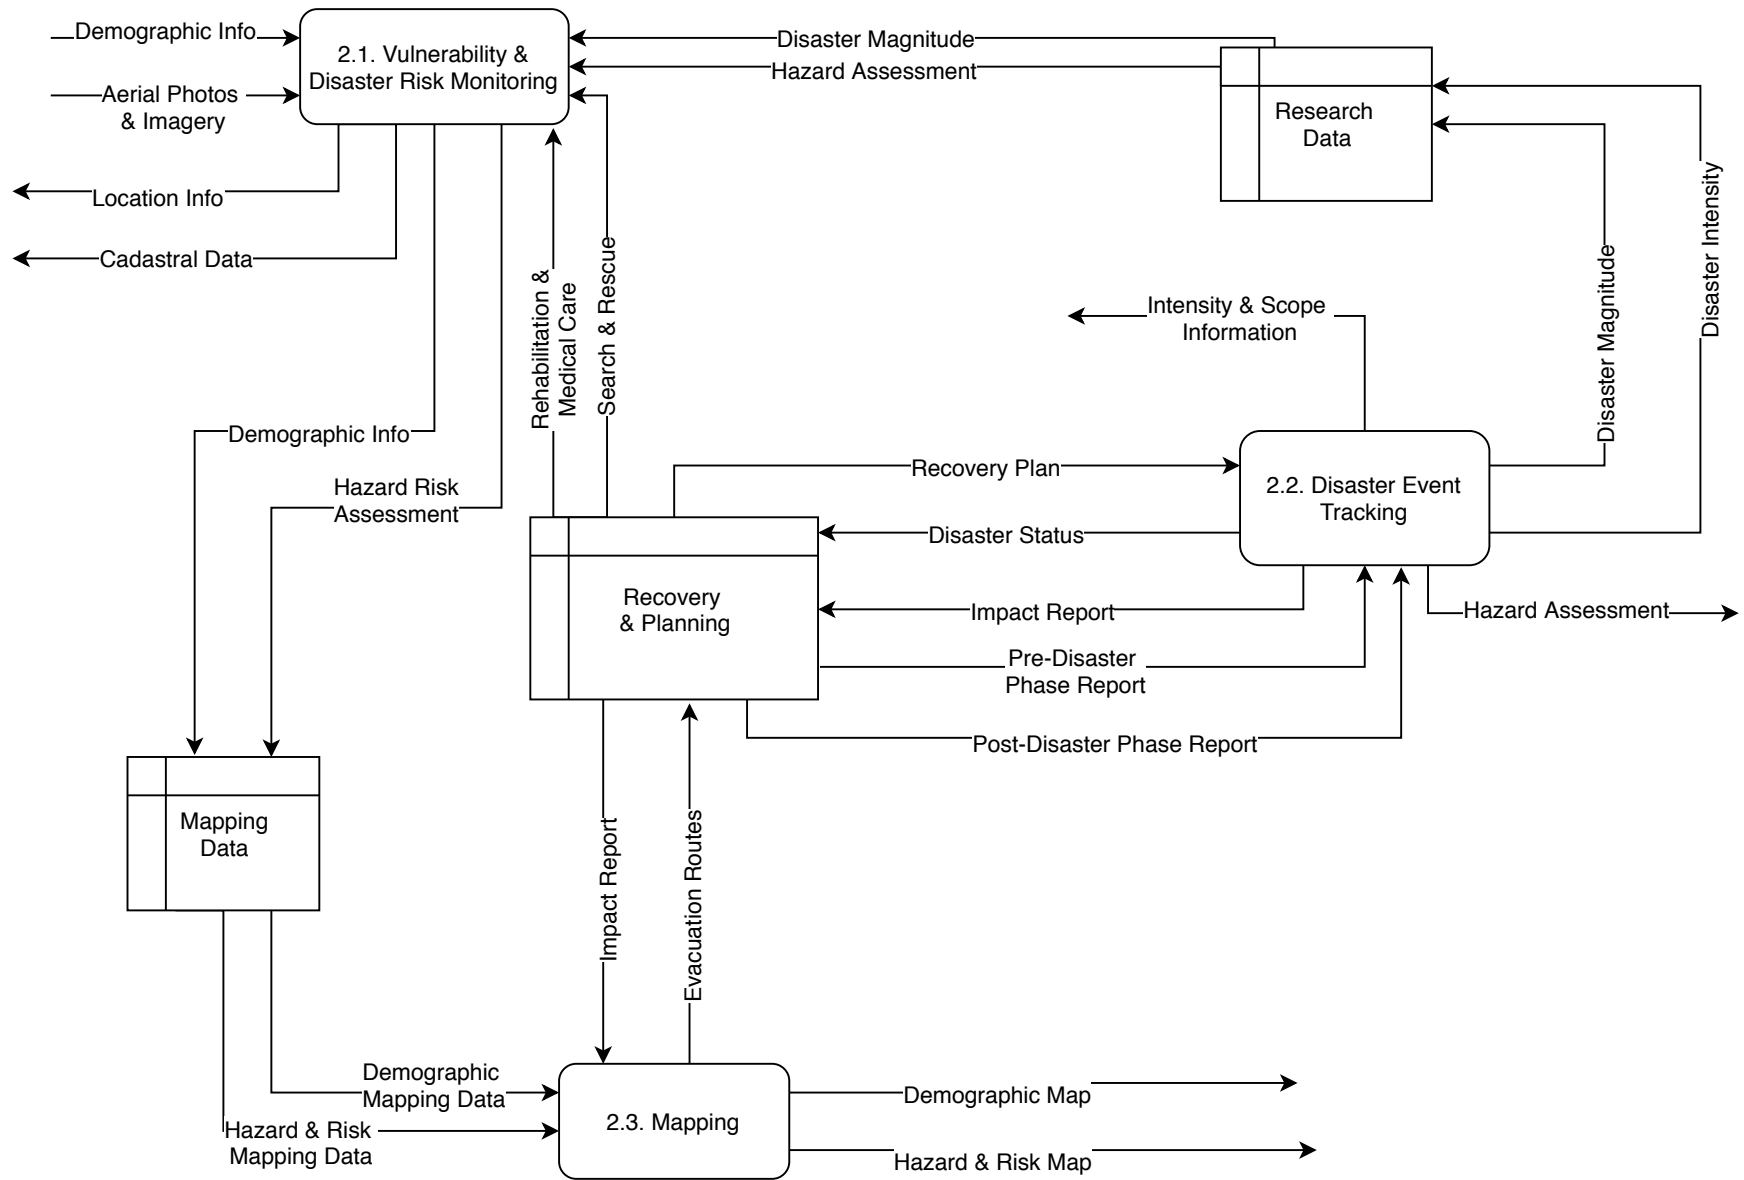 Demographic Info
2.1. Vulnerability &
Disaster Risk Monitoring
Disaster Magnitude
Hazard Assessment
Aerial Photos
& Imagery
Research
Data
Location Info
Cadastral Data
Rehabilitation &
Medical Care
Search & Rescue
Disaster Intensity
Disaster Magnitude
Intensity & Scope
Information
Demographic Info
Hazard Risk
Assessment
Recovery Plan
2.2. Disaster Event
Tracking
Disaster Status
Recovery
& Planning
Impact Report
Hazard Assessment
Pre-Disaster
Phase Report
Post-Disaster Phase Report
Mapping
Data
Impact Report
Evacuation Routes
Demographic
Mapping Data
Hazard & Risk
Mapping Data
2.3. Mapping
Demographic Map
Hazard & Risk Map